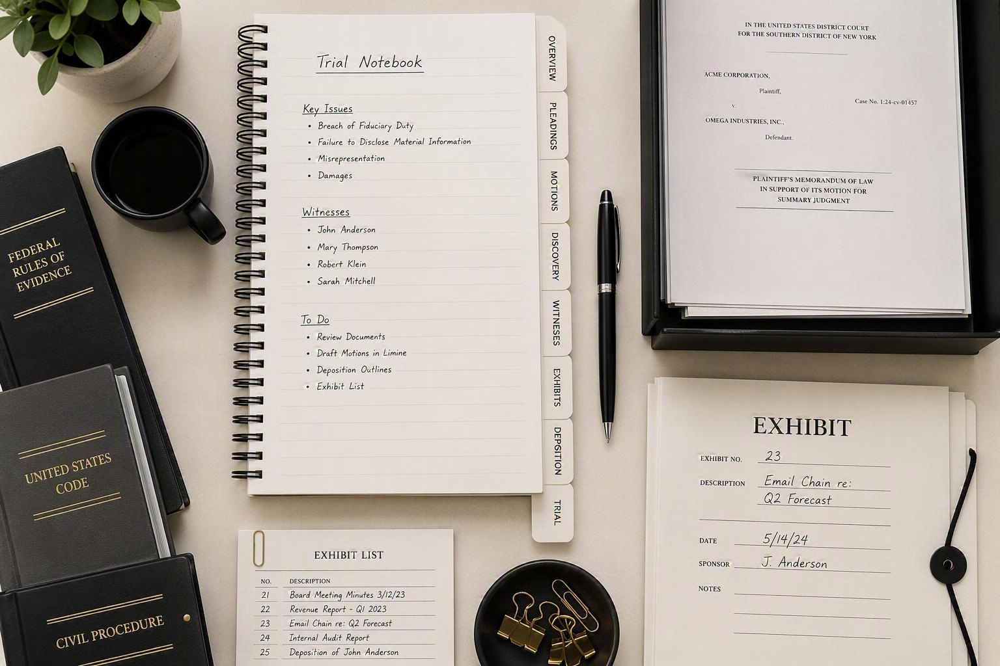 Trial Notebook
Key Issues
• Breach of Fiduciary Duty
• Failure to Disclose Material Information
• Misrepresentation
• Damages
Witnesses
• John Anderson
• Mary Thompson
• Robert Klein
• Sarah Mitchell
To Do
• Review Documents
• Draft Motions in Limine
• Deposition Outlines
• Exhibit List
OVERVIEW
PLEADINGS
MOTIONS
DISCOVERY
WITNESES
EXHIBITS
DEPGITION
TRIAL
IN THE UNITED STATES DISTRICT COURT
FOR THE SOUTHERN DISTRICT OF NEW YORK
ACME CORPORATION,
Plaintiff,
v.
Case No. 1:24-cv-01457
OMEGA INDUSTRIES, INC.,
Defendant.
PLAINTIFF'S MEMORANDUM OF LAW
IN SUPPORT OF ITS MOTION FOR
SUMMARY JUDGMENT
FEDERAL
RULES OF
EVIDENCE
UNITED STATES
CODE
CIVIL PROCEDURE
EXHIBIT LIST
NO. DESCRIPTION
21 Board Meeting Minutes 3/12/23
22 Revenue Report - Q1 2023
23 Email Chain re: Q2 Forecast
24 Internal Audit Report
25 Deposition of John Anderson
EXHIBIT
EXHIBIT NO. 23
DESCRIPTION Email Chain re:
Q2 Forecast
DATE 5/14/24
SPONSOR J. Anderson
NOTES